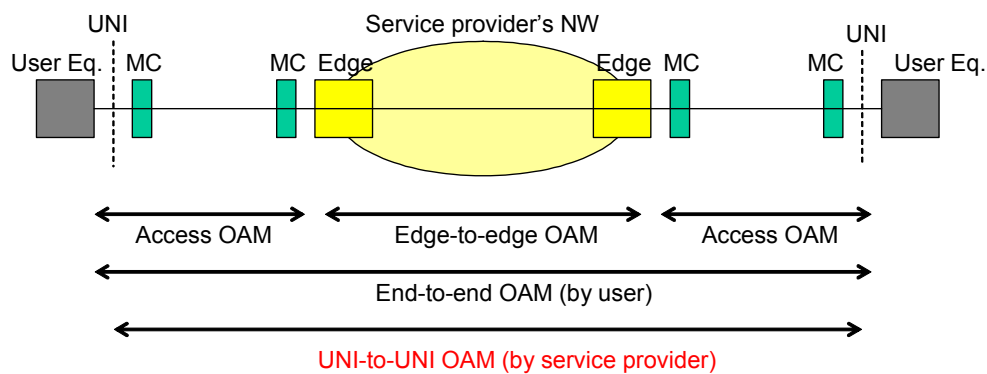 Service provider's NW
UNI
UNI
User Eq.
MC
MC
Edge
Edge
MC
MC
User Eq.
Access OAM
Edge-to-edge OAM
Access OAM
End-to-end OAM (by user)
UNI-to-UNI OAM (by service provider)